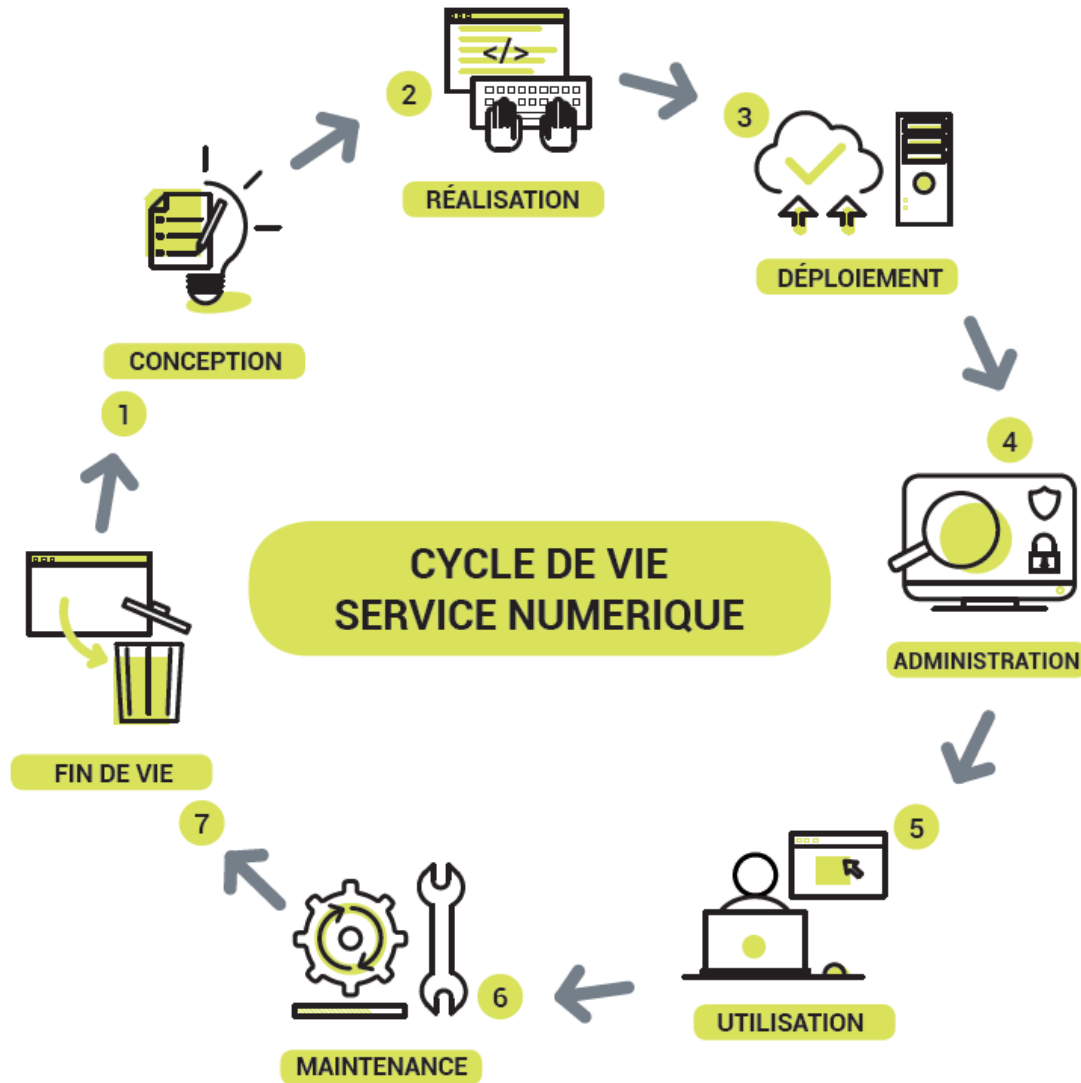 2
</>
RÉALISATION
3
DÉPLOIEMENT
CONCEPTION
1
4
CYCLE DE VIE
SERVICE NUMERIQUE
ADMINISTRATION
FIN DE VIE
7
5
6
UTILISATION
MAINTENANCE